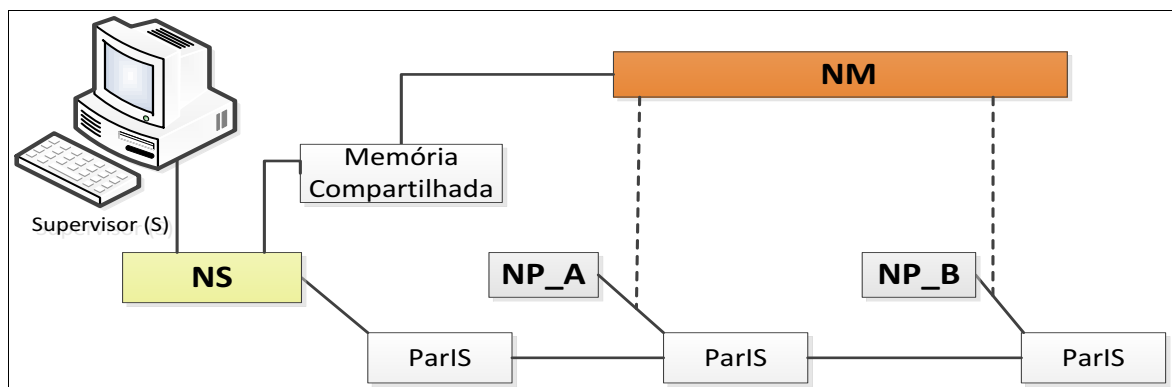 NM
Memória
Compartilhada
Supervisor (S)
NS
NP_A
NP_B
ParIS
ParIS
ParIS